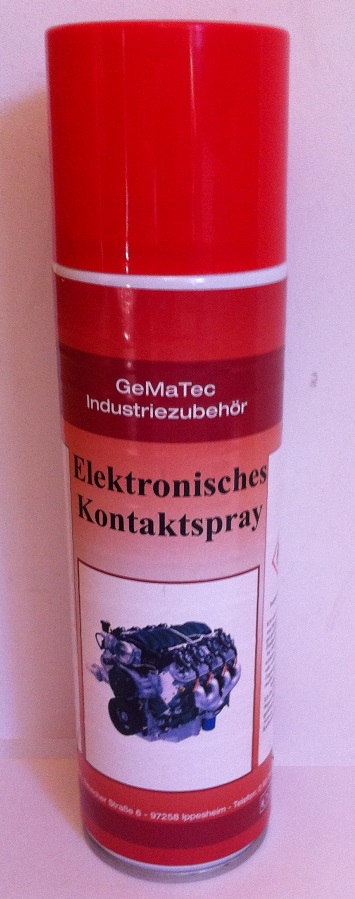 GeMaTec
Industriezubehör
Elektronisches
Kontaktspray
Straße 6 - 97258 Ippesheim - Telefon: